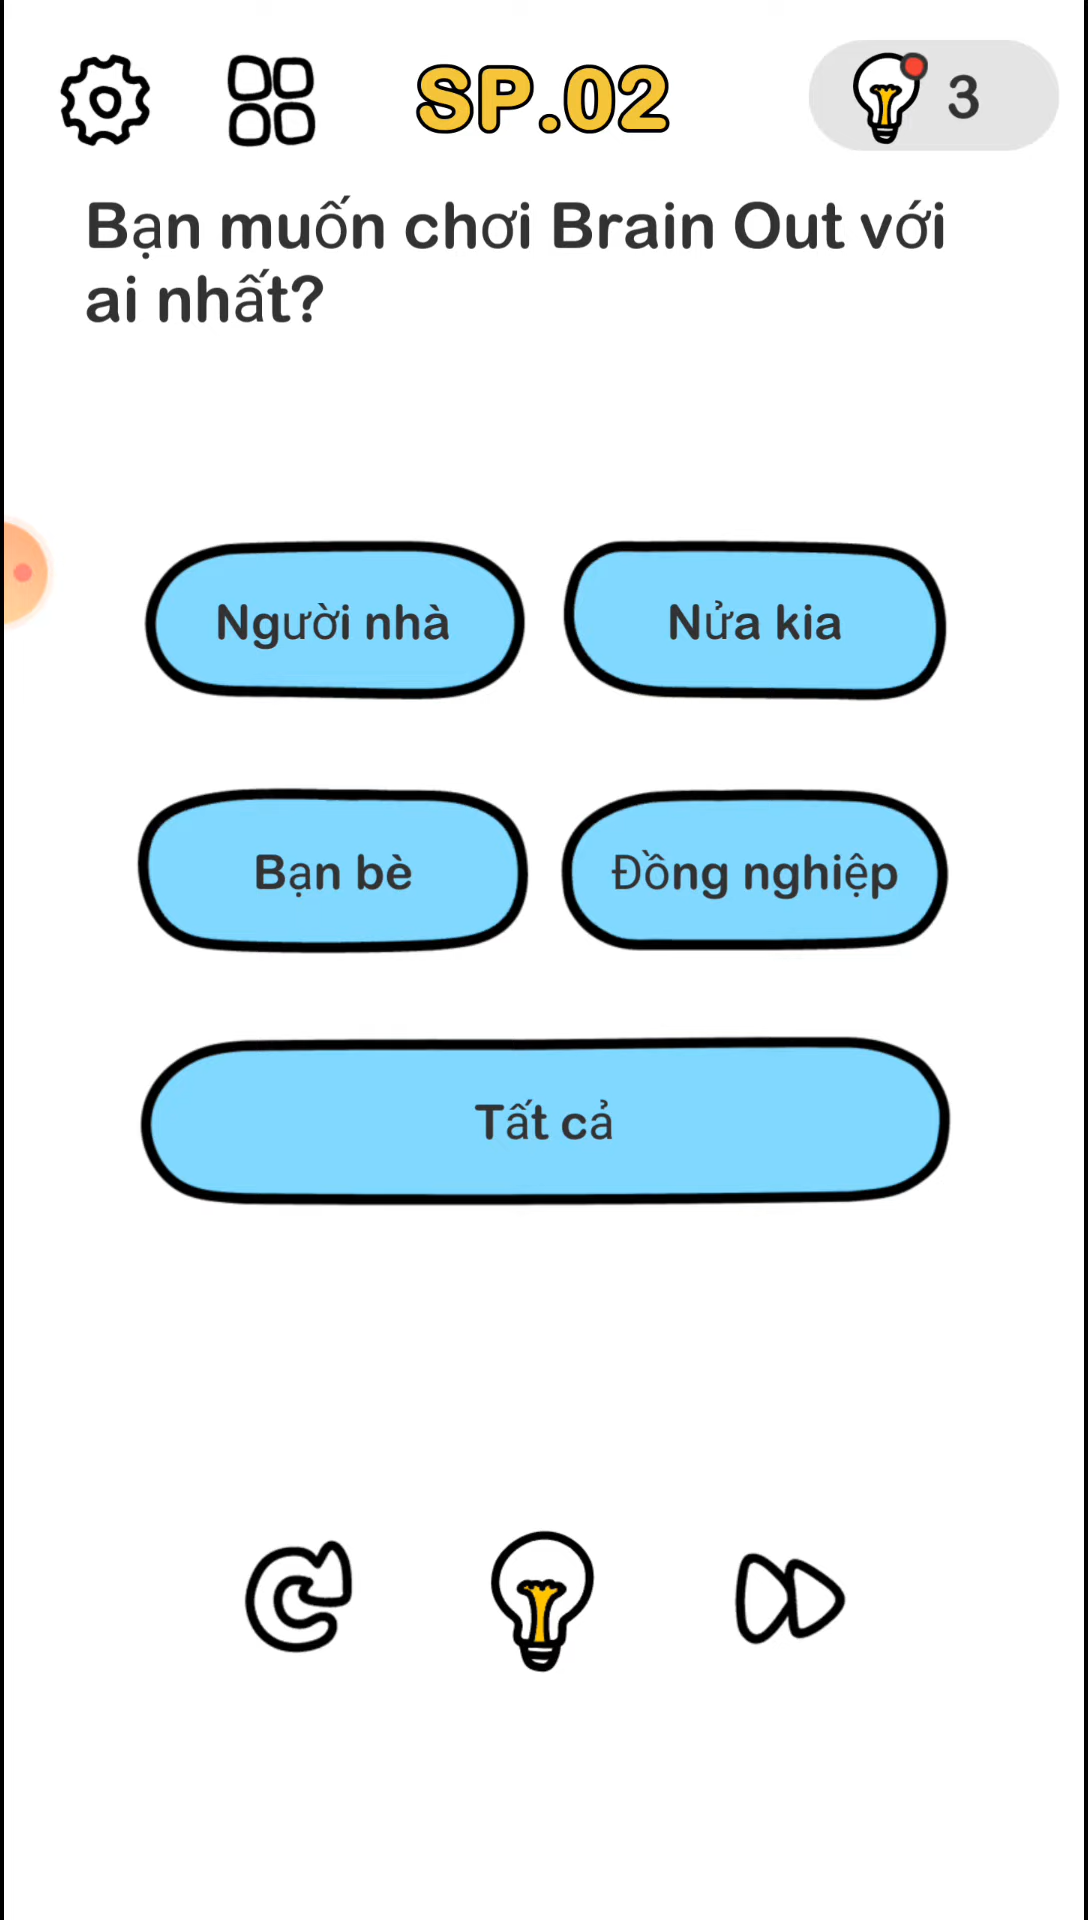 SP.02
3
Bạn muốn chơi Brain Out với
ai nhất?
Người nhà
Nửa kia
Bạn bè
Đồng nghiệp
Tất cả